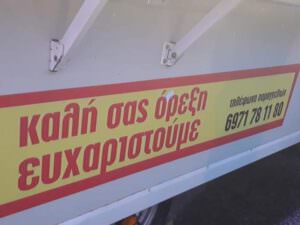 καλή σας όρεξη
ευχαριστούμε
τηλέφωνο παραγγελιών
6971 78 11 80